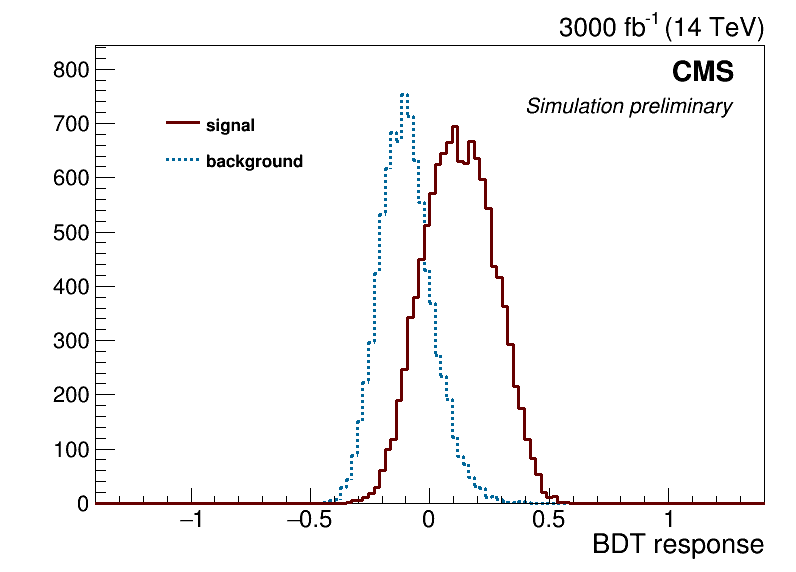 3000 fb-1 (14 TeV)
CMS
Simulation preliminary
signal
background
800
700
600
500
400
300
200
100
0
−1
−0.5
0
0.5
1
BDT response